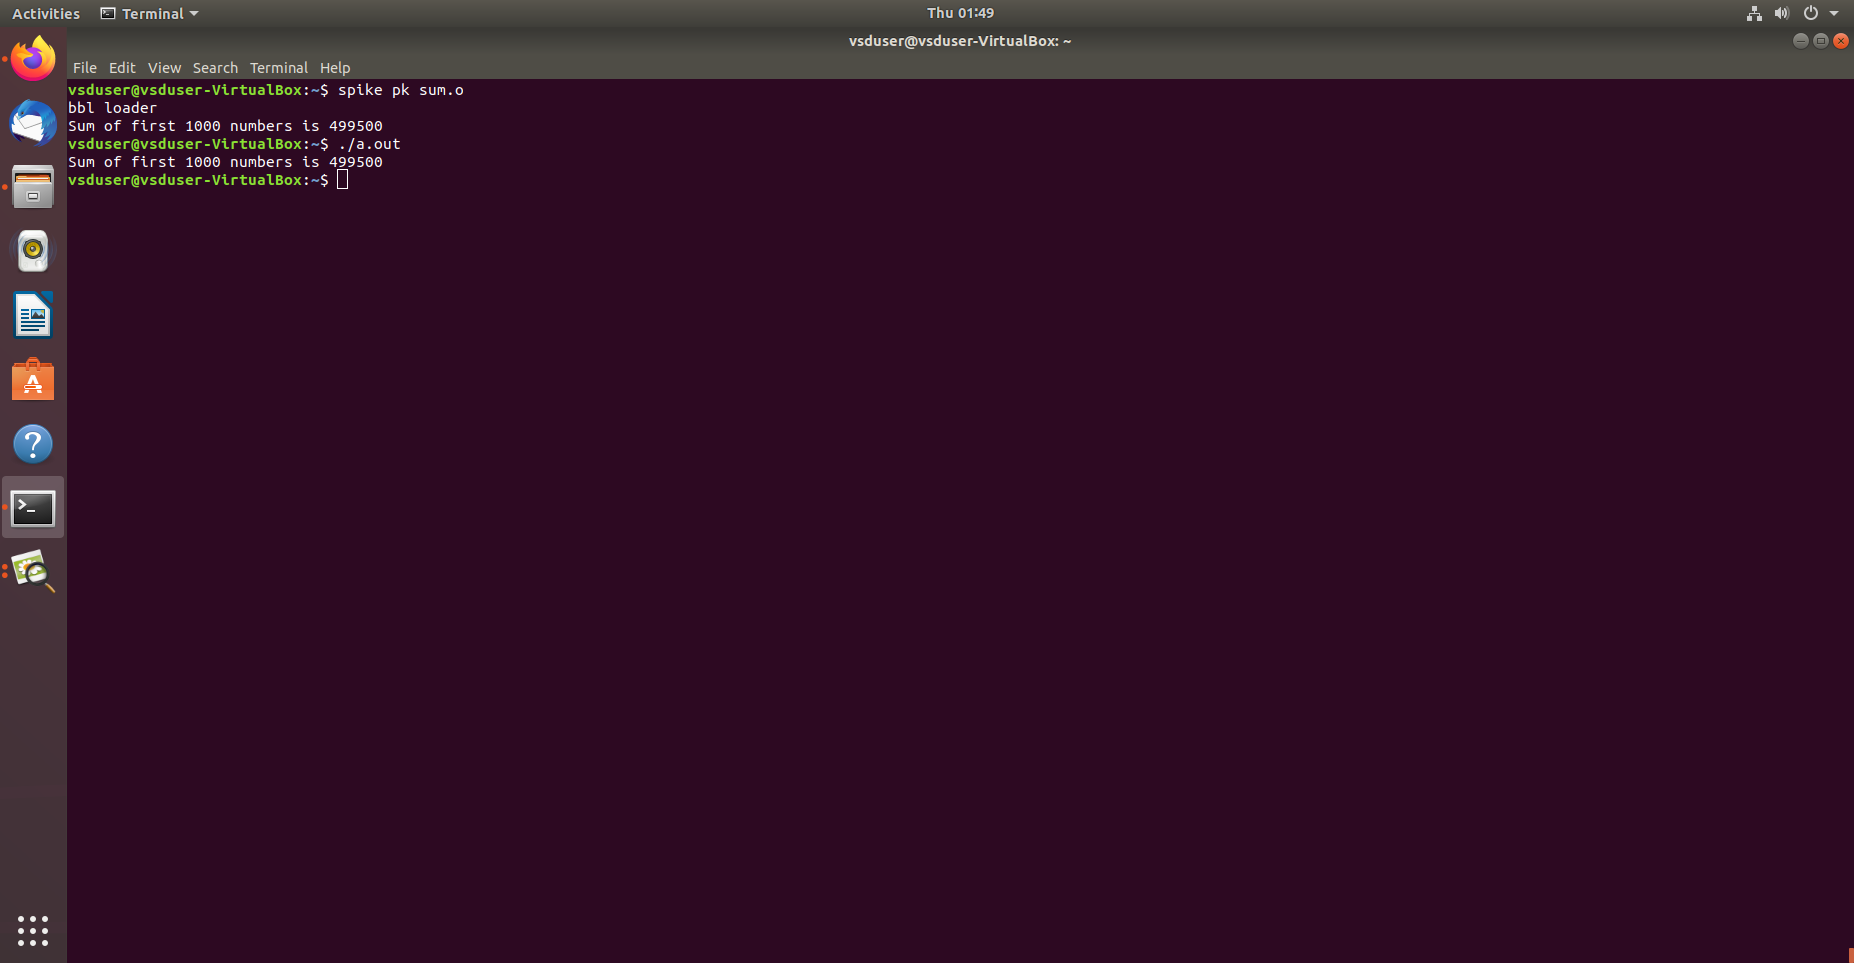 Activities Terminal Thu 01:49
vsduser@vsduser-VirtualBox: ~
File Edit View Search Terminal Help
vsduser@vsduser-VirtualBox:~$ spike pk sum.o
bbl loader
Sum of first 1000 numbers is 499500
vsduser@vsduser-VirtualBox:~$ ./a.out
Sum of first 1000 numbers is 499500
vsduser@vsduser-VirtualBox:~$